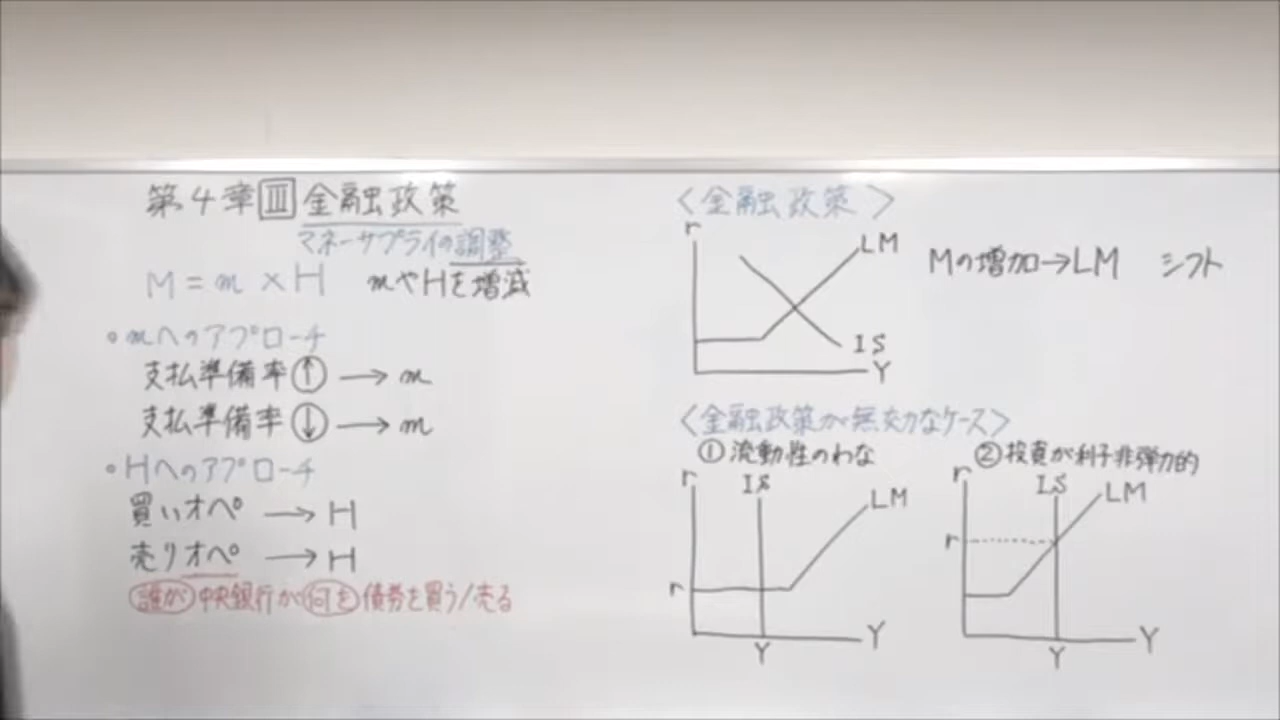 第4章 III 金融政策
マネーサプライの調整
M = m × H mやHを増減
・mへのアプローチ
支払準備率↑ → m
支払準備率↓ → m
・Hへのアプローチ
買いオペ → H
売りオペ → H
誰が 中央銀行が 何を 債券を買う/売る
〈金融政策〉
r
LM
IS
Y
Mの増加→LM シフト
〈金融政策が無効力なケース〉
① 流動性のわな
r
IS
LM
r
Y
Y
② 投資が利子非弾力的
r
IS
LM
r
Y
Y